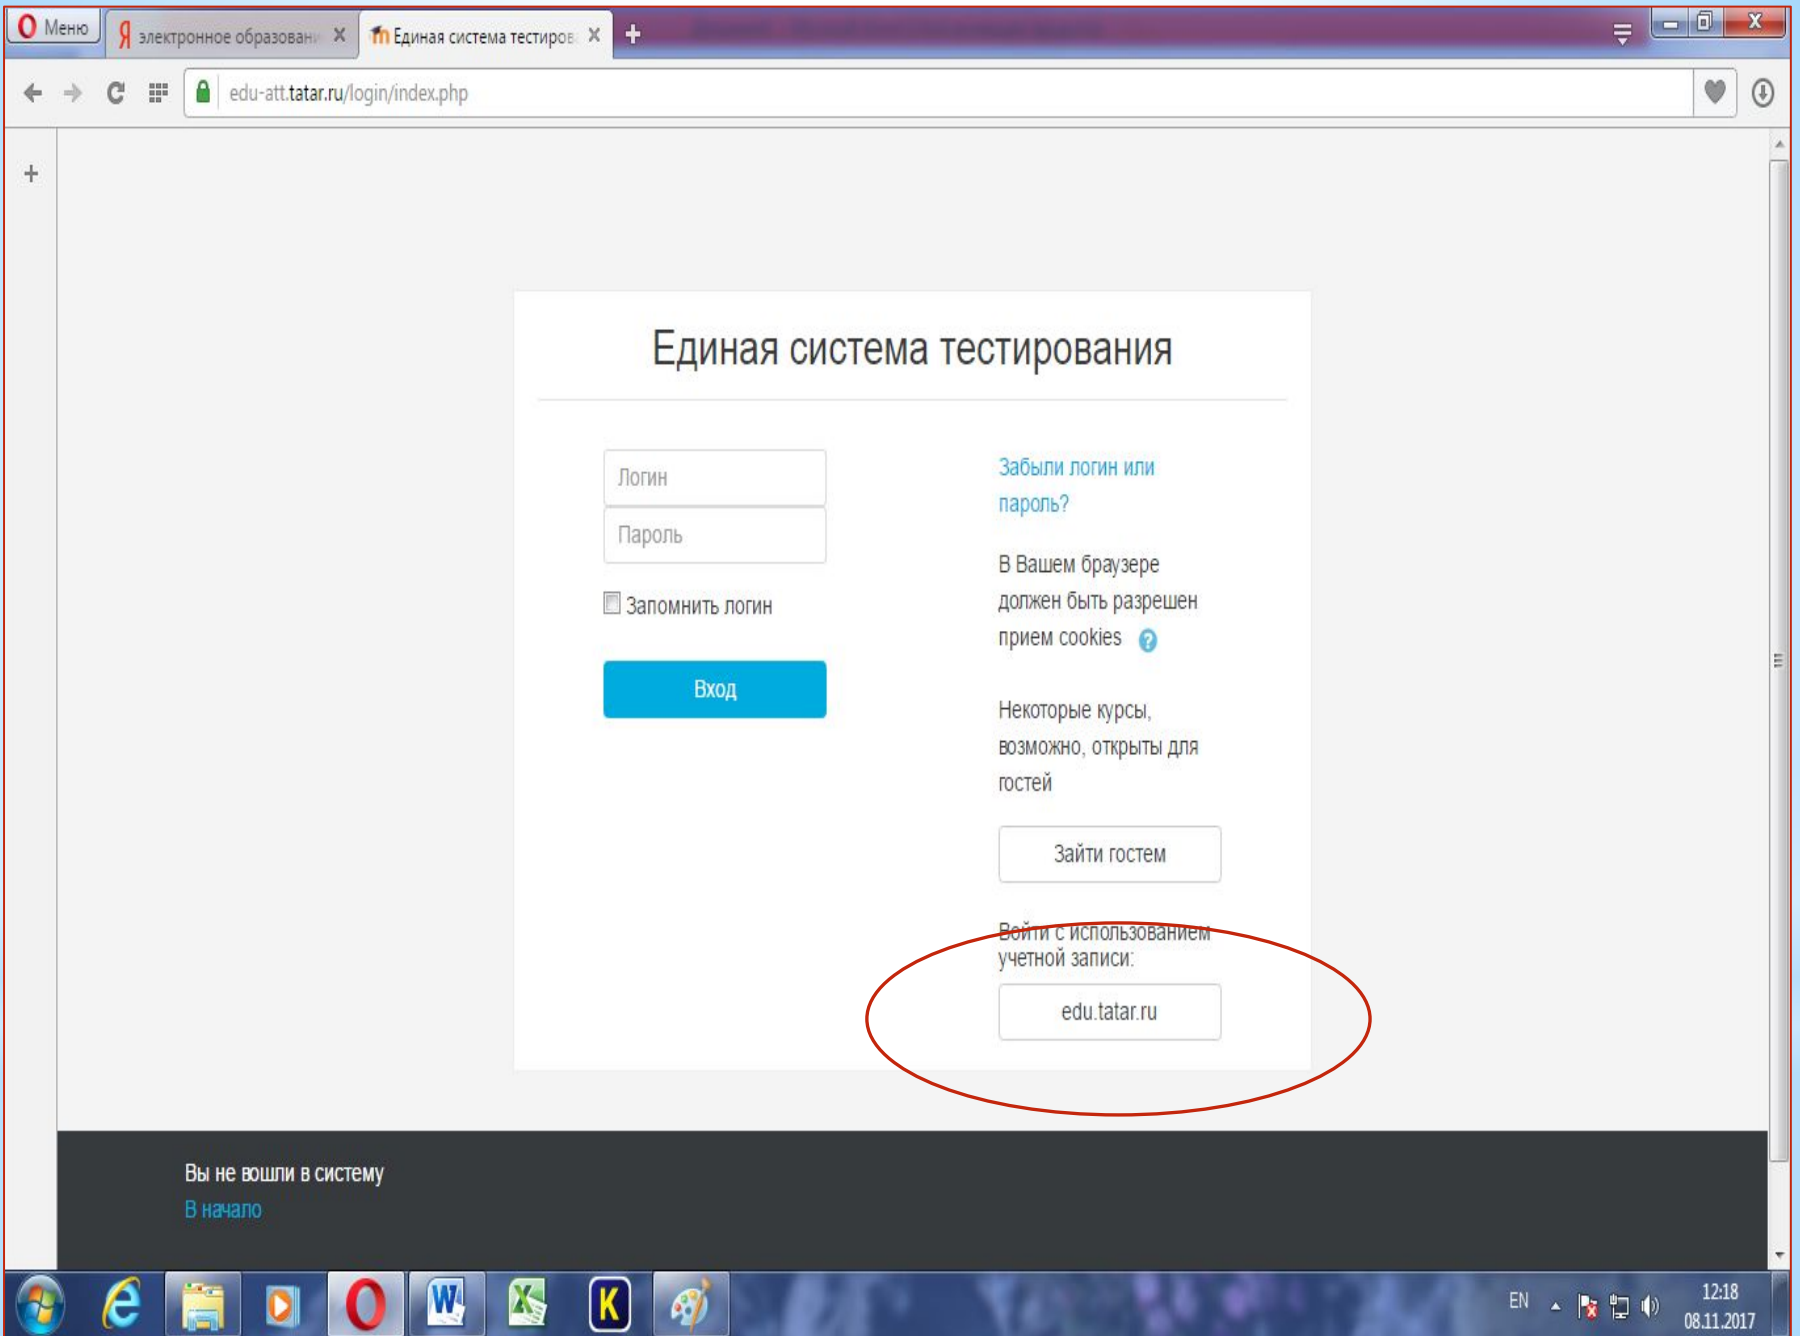 Меню
электронное образовани
Единая система тестиров
edu-att.tatar.ru/login/index.php
Единая система тестирования
Логин
Пароль
Запомнить логин
Вход
Забыли логин или
пароль?
В Вашем браузере
должен быть разрешен
прием cookies ?
Некоторые курсы,
возможно, открыты для
гостей
Зайти гостем
Войти с использованием
учетной записи:
edu.tatar.ru
Вы не вошли в систему
В начало
EN
12:18
08.11.2017